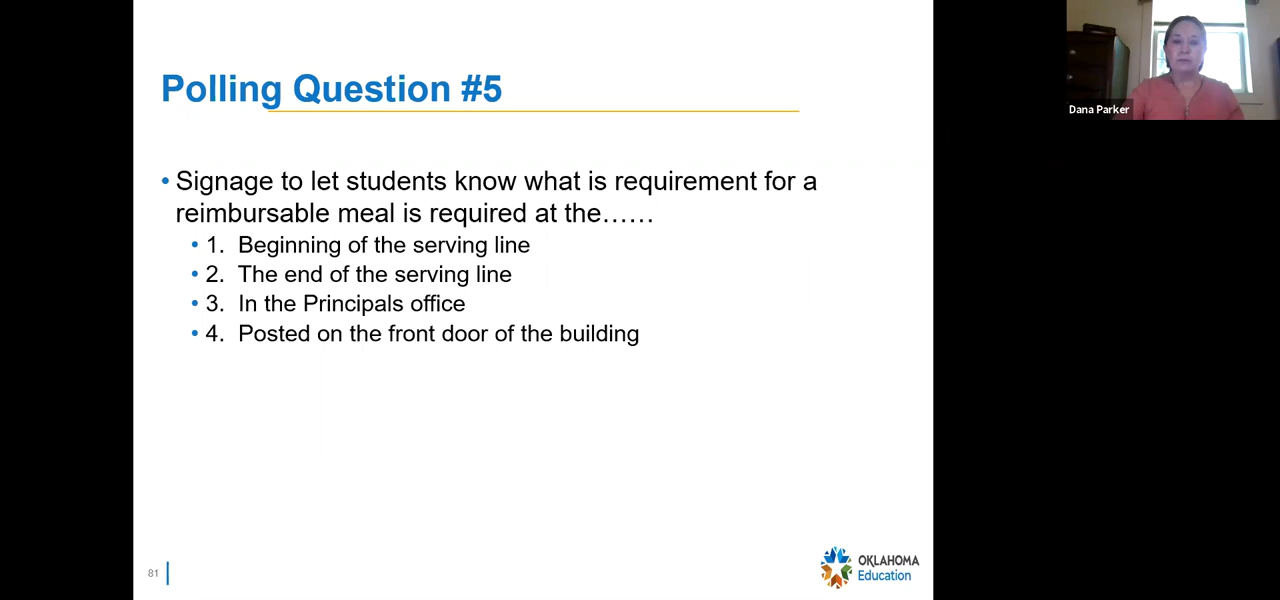 Polling Question #5
• Signage to let students know what is requirement for a
reimbursable meal is required at the……
• 1. Beginning of the serving line
• 2. The end of the serving line
• 3. In the Principals office
• 4. Posted on the front door of the building
81
OKLAHOMA
Education
Dana Parker